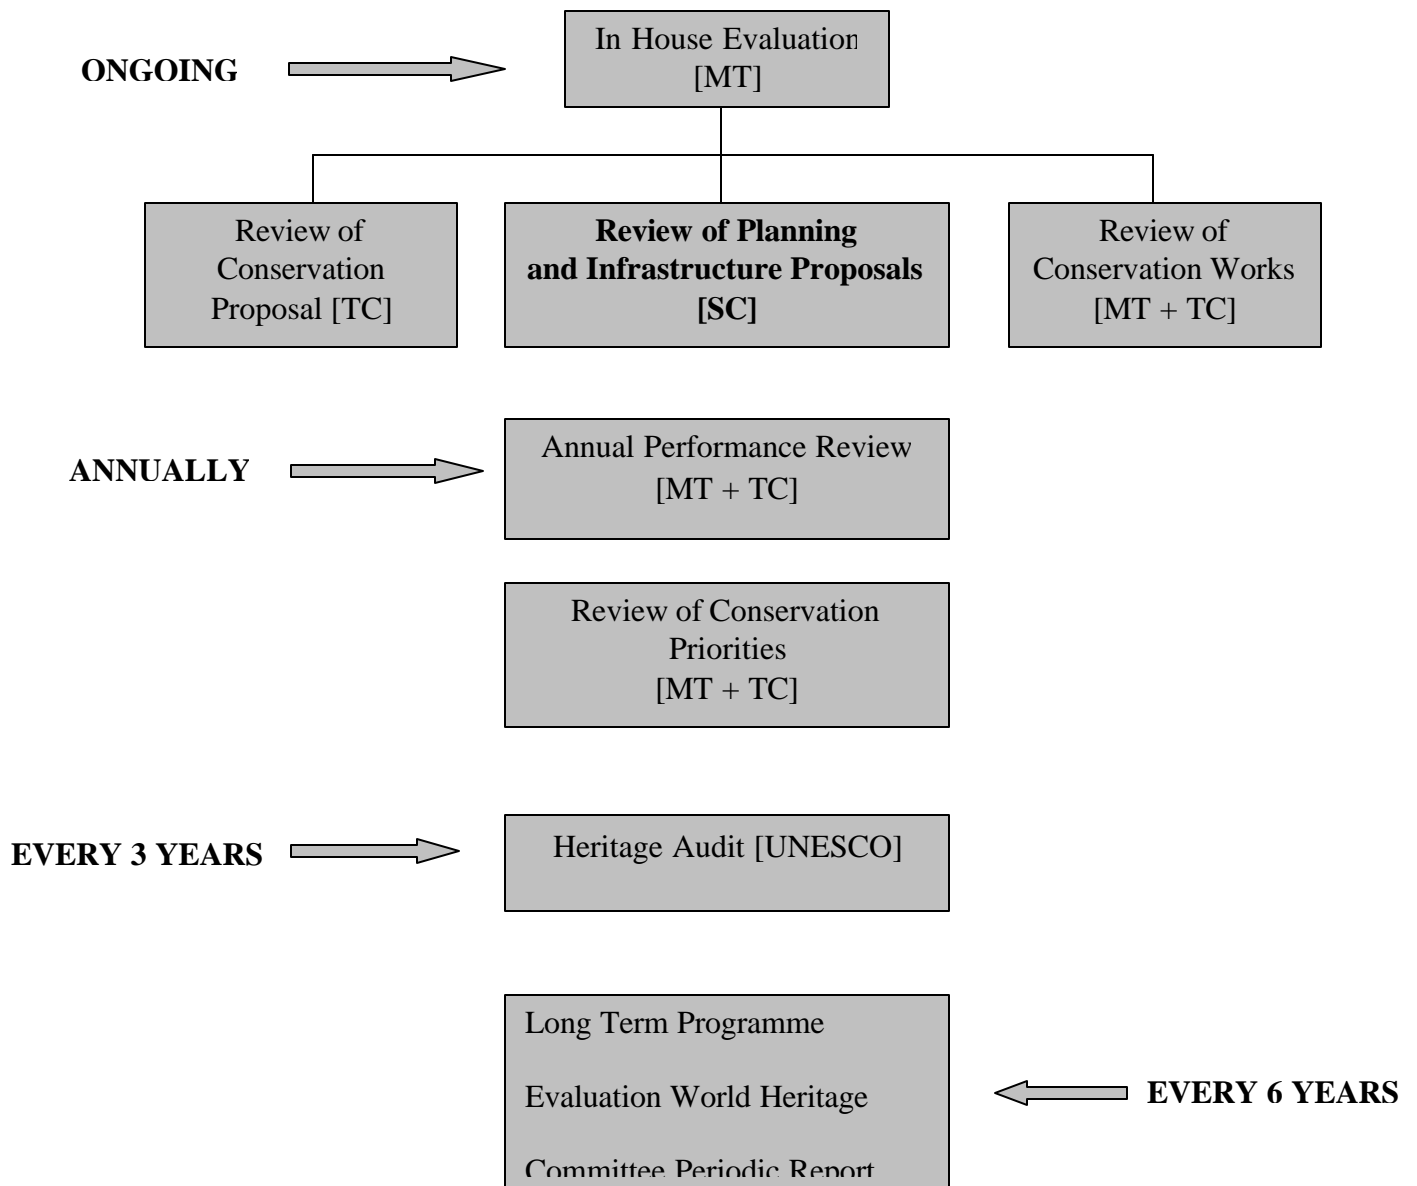 In House Evaluation
[MT]
ONGOING
Review of
Conservation
Proposal [TC]
Review of Planning
and Infrastructure Proposals
[SC]
Review of
Conservation Works
[MT + TC]
ANNUALLY
Annual Performance Review
[MT + TC]
Review of Conservation
Priorities
[MT + TC]
EVERY 3 YEARS
Heritage Audit [UNESCO]
Long Term Programme
Evaluation World Heritage
Committee Periodic Report
EVERY 6 YEARS